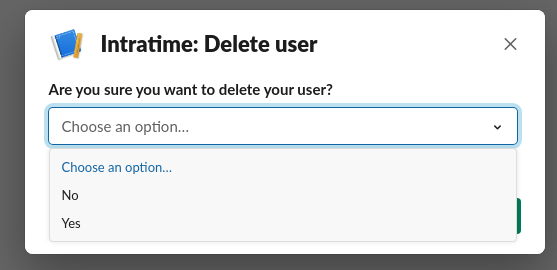 Intratime: Delete user
Are you sure you want to delete your user?
Choose an option...
Choose an option...
No
Yes